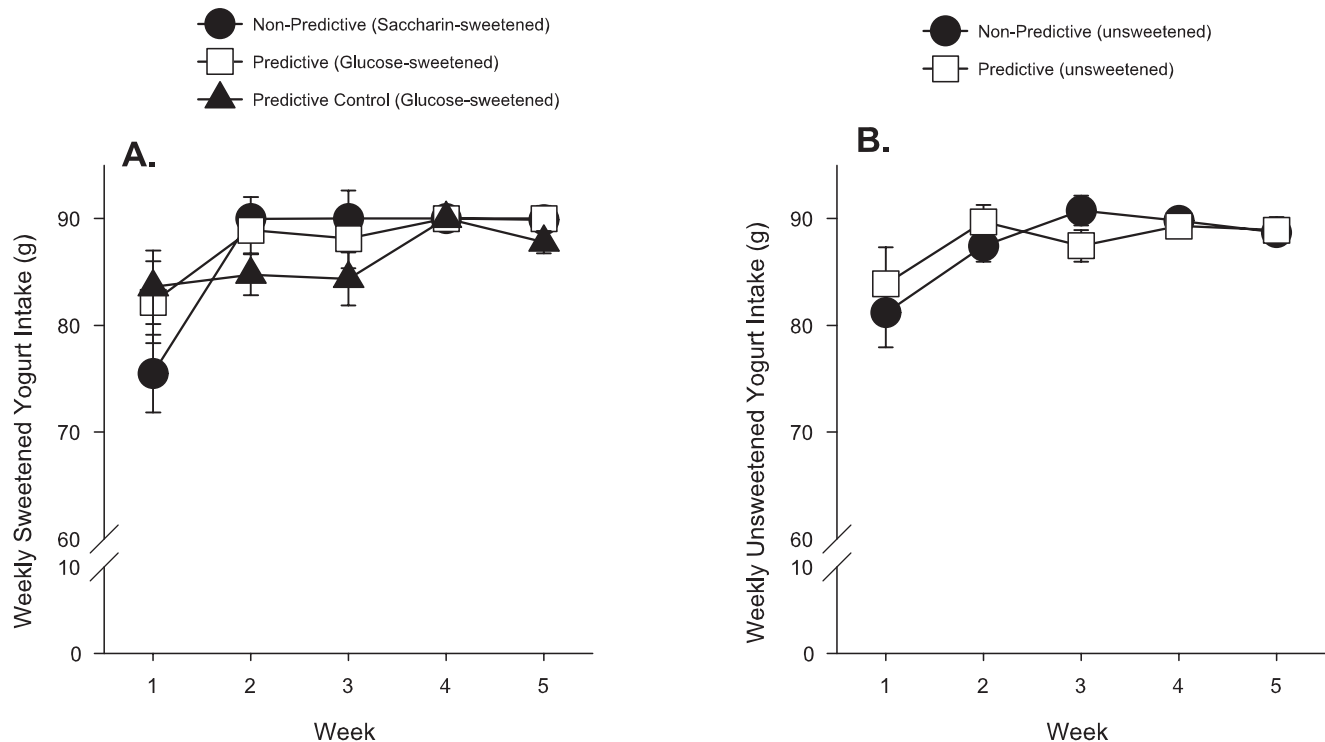 Non-Predictive (Saccharin-sweetened)
Predictive (Glucose-sweetened)
Predictive Control (Glucose-sweetened)
A.
Weekly Sweetened Yogurt Intake (g)
90
80
70
60
10
0
1 2 3 4 5
Week
Non-Predictive (unsweetened)
Predictive (unsweetened)
B.
Weekly Unsweetened Yogurt Intake (g)
90
80
70
60
10
0
1 2 3 4 5
Week